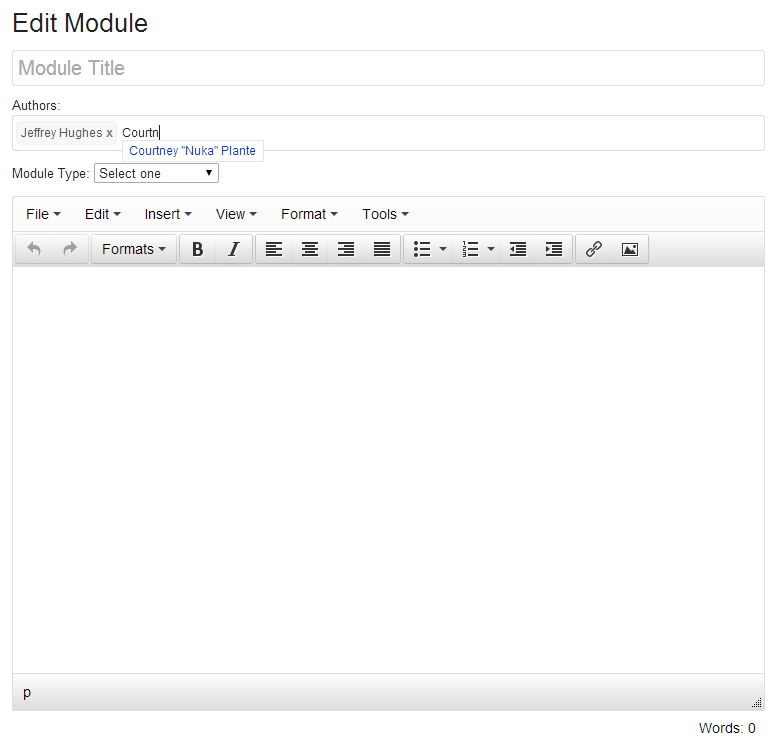 Edit Module
Module Title
Authors:
Jeffrey Hughes x Courtn
Courtney "Nuka" Plante
Module Type: Select one
File Edit Insert View Format Tools
Formats B I
p
Words: 0